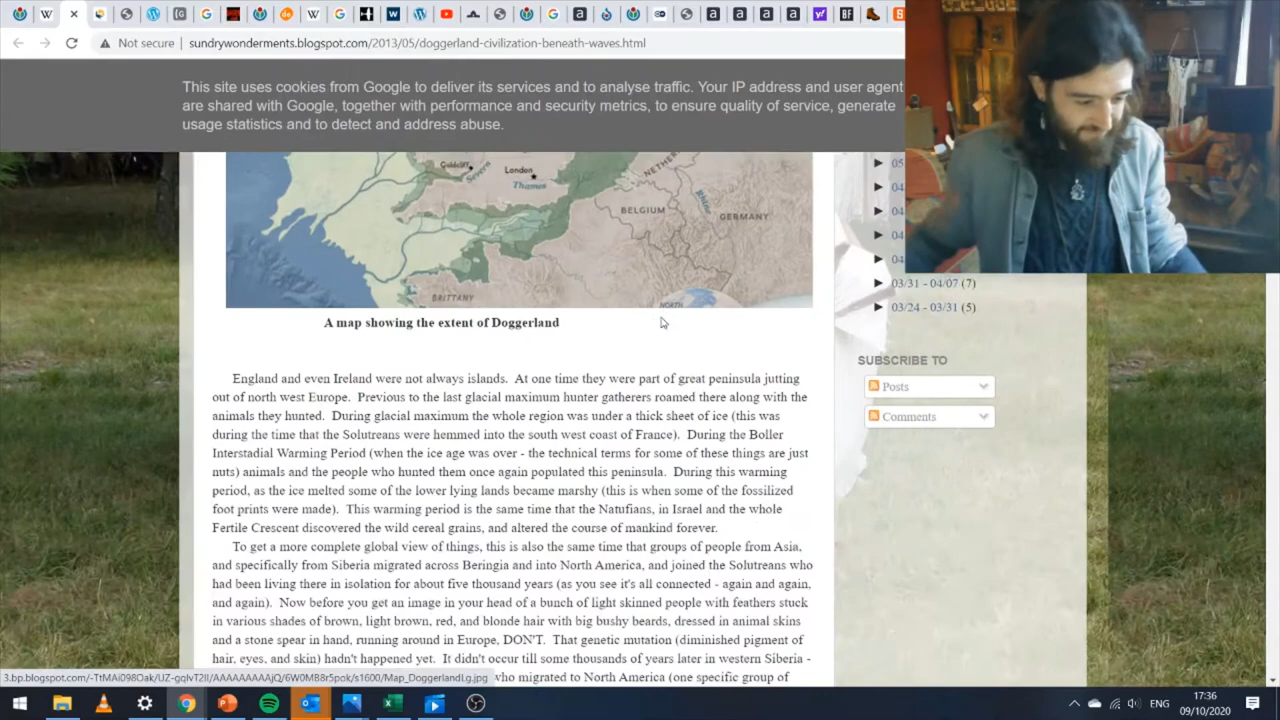 Not secure
sundrywonderments.blogspot.com/2013/05/doggerland-civilization-beneath-waves.html
This site uses cookies from Google to deliver its services and to analyse traffic. Your IP address and user agent
are shared with Google, together with performance and security metrics, to ensure quality of service, generate
usage statistics and to detect and address abuse.
Severn
London
Thames
BELGIUM
Rhine
GERMANY
BRITTANY
NORTH
A map showing the extent of Doggerland
05
04
04
04
04
03/31 - 04/07 (7)
03/24 - 03/31 (5)
SUBSCRIBE TO
Posts
Comments
England and even Ireland were not always islands. At one time they were part of great peninsula jutting
out of north west Europe. Previous to the last glacial maximum hunter gatherers roamed there along with the
animals they hunted. During glacial maximum the whole region was under a thick sheet of ice (this was
during the time that the Solutreans were hemmed into the south west coast of France). During the Boller
Interstadial Warming Period (when the ice age was over - the technical terms for some of these things are just
nuts) animals and the people who hunted them once again populated this peninsula. During this warming
period, as the ice melted some of the lower lying lands became marshy (this is when some of the fossilized
foot prints were made). This warming period is the same time that the Natufians, in Israel and the whole
Fertile Crescent discovered the wild cereal grains, and altered the course of mankind forever.
To get a more complete global view of things, this is also the same time that groups of people from Asia,
and specifically from Siberia migrated across Beringia and into North America, and joined the Solutreans who
had been living there in isolation for about five thousand years (as you see it's all connected - again and again,
and again). Now before you get an image in your head of a bunch of light skinned people with feathers stuck
in various shades of brown, light brown, red, and blonde hair with big bushy beards, dressed in animal skins
and a stone spear in hand, running around in Europe, DON'T. That genetic mutation (diminished pigment of
hair, eyes, and skin) hadn't happened yet. It didn't occur till some thousands of years later in western Siberia -
who migrated to North America (one specific group of
ENG
17:36
09/10/2020